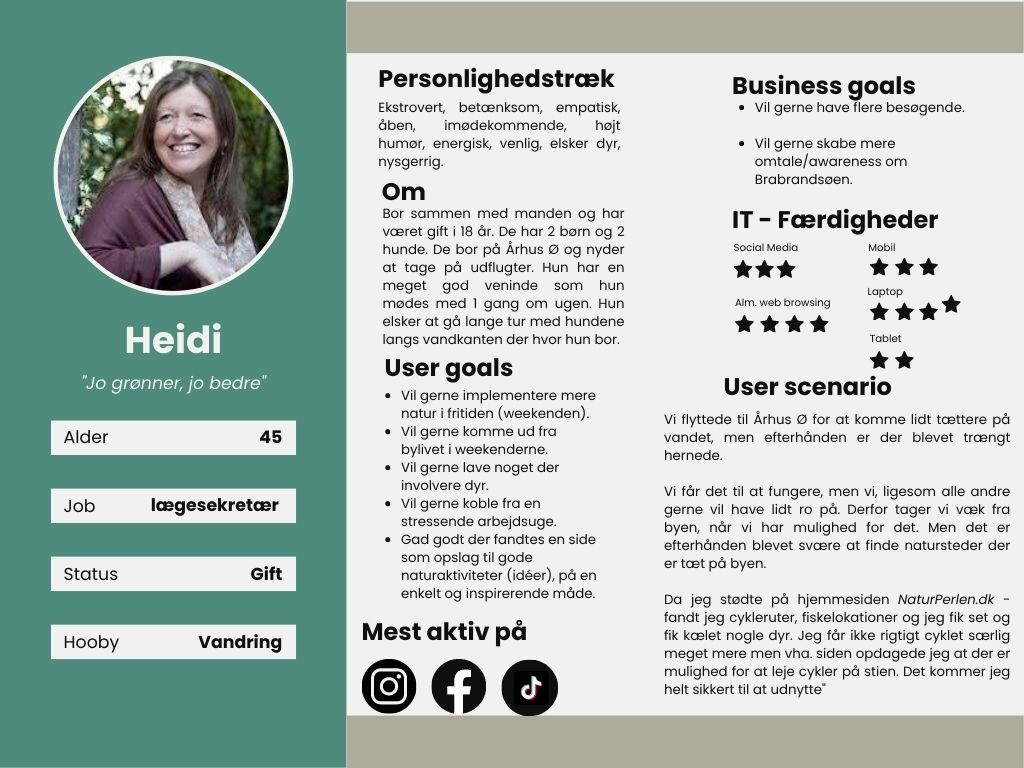 Heidi
"Jo grønner, jo bedre"
Alder 45
Job lægesekretær
Status Gift
Hooby Vandring
Personlighedstræk
Ekstrovert, betænksom, empatisk,
åben, imødekommende, højt
humør, energisk, venlig, elsker dyr,
nysgerrig.
Om
Bor sammen med manden og har
været gift i 18 år. De har 2 børn og 2
hunde. De bor på Århus Ø og nyder
at tage på udflugter. Hun har en
meget god veninde som hun
mødes med 1 gang om ugen. Hun
elsker at gå lange tur med hundene
langs vandkanten der hvor hun bor.
User goals
• Vil gerne implementere mere
natur i fritiden (weekenden).
• Vil gerne komme ud fra
bylivet i weekenderne.
• Vil gerne lave noget der
involvere dyr.
• Vil gerne koble fra en
stressende arbejdsuge.
• Gad godt der fandtes en side
som opslag til gode
naturaktiviteter (idéer), på en
enkelt og inspirerende måde.
Mest aktiv på
Business goals
• Vil gerne have flere besøgende.
• Vil gerne skabe mere
omtale/awareness om
Brabrandsøen.
IT - Færdigheder
Social Media
Mobil
Laptop
Alm. web browsing
Tablet
User scenario
Vi flyttede til Århus Ø for at komme lidt tættere på
vandet, men efterhånden er der blevet trængt
hernede.
Vi får det til at fungere, men vi, ligesom alle andre
gerne vil have lidt ro på. Derfor tager vi væk fra
byen, når vi har mulighed for det. Men det er
efterhånden blevet svære at finde natursteder der
er tæt på byen.
Da jeg stødte på hjemmesiden NaturPerlen.dk -
fandt jeg cykleruter, fiskelokationer og jeg fik set og
fik kælet nogle dyr. Jeg får ikke rigtigt cyklet særlig
meget mere men vha. siden opdagede jeg at der er
mulighed for at leje cykler på stien. Det kommer jeg
helt sikkert til at udnytte"